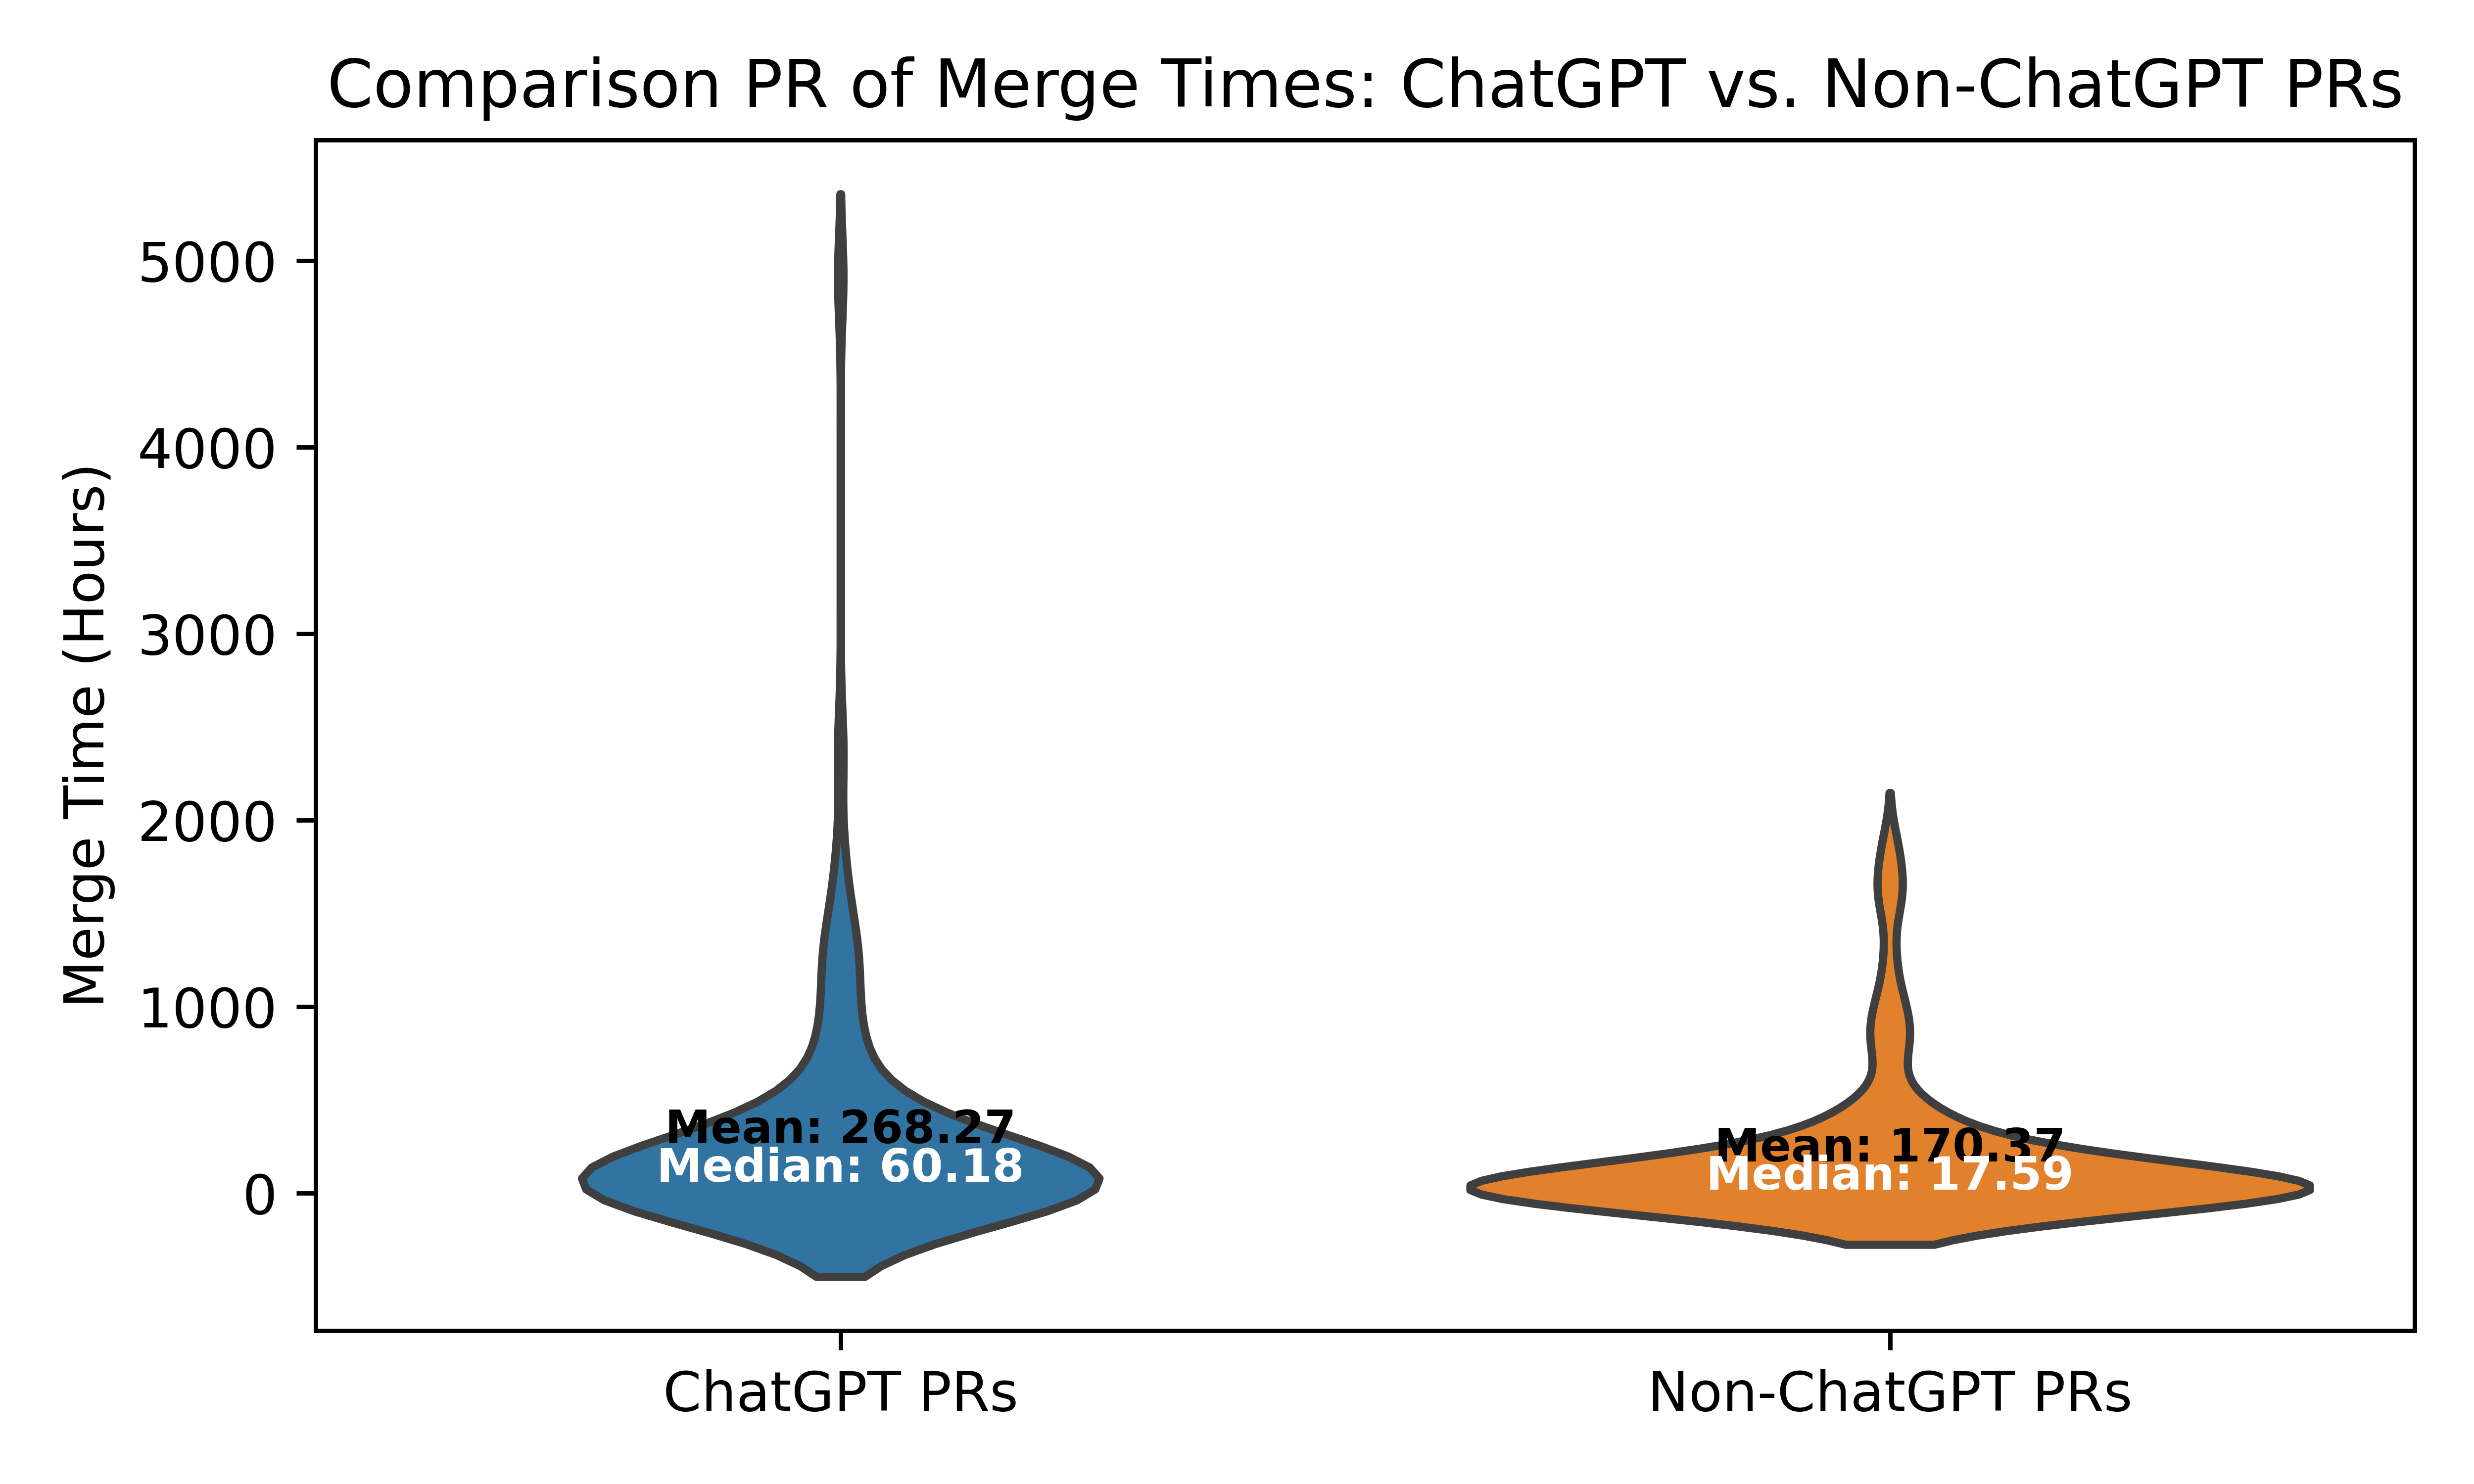 Comparison PR of Merge Times: ChatGPT vs. Non-ChatGPT PRs
Merge Time (Hours)
5000
4000
3000
2000
1000
0
Mean: 268.27
Median: 60.18
Mean: 170.37
Median: 17.59
ChatGPT PRs
Non-ChatGPT PRs